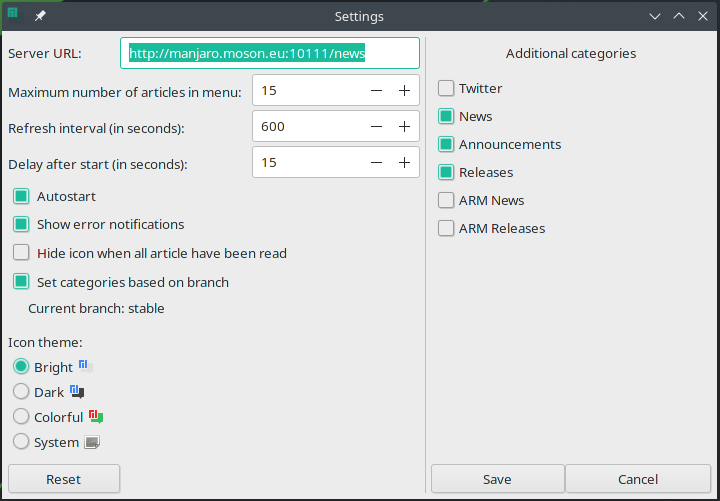 Settings
Server URL:
http://manjaro.moson.eu:10111/news
Maximum number of articles in menu:
15
Refresh interval (in seconds):
600
Delay after start (in seconds):
15
Autostart
Show error notifications
Hide icon when all article have been read
Set categories based on branch
Current branch: stable
Icon theme:
Bright
Dark
Colorful
System
Reset
Additional categories
Twitter
News
Announcements
Releases
ARM News
ARM Releases
Save
Cancel